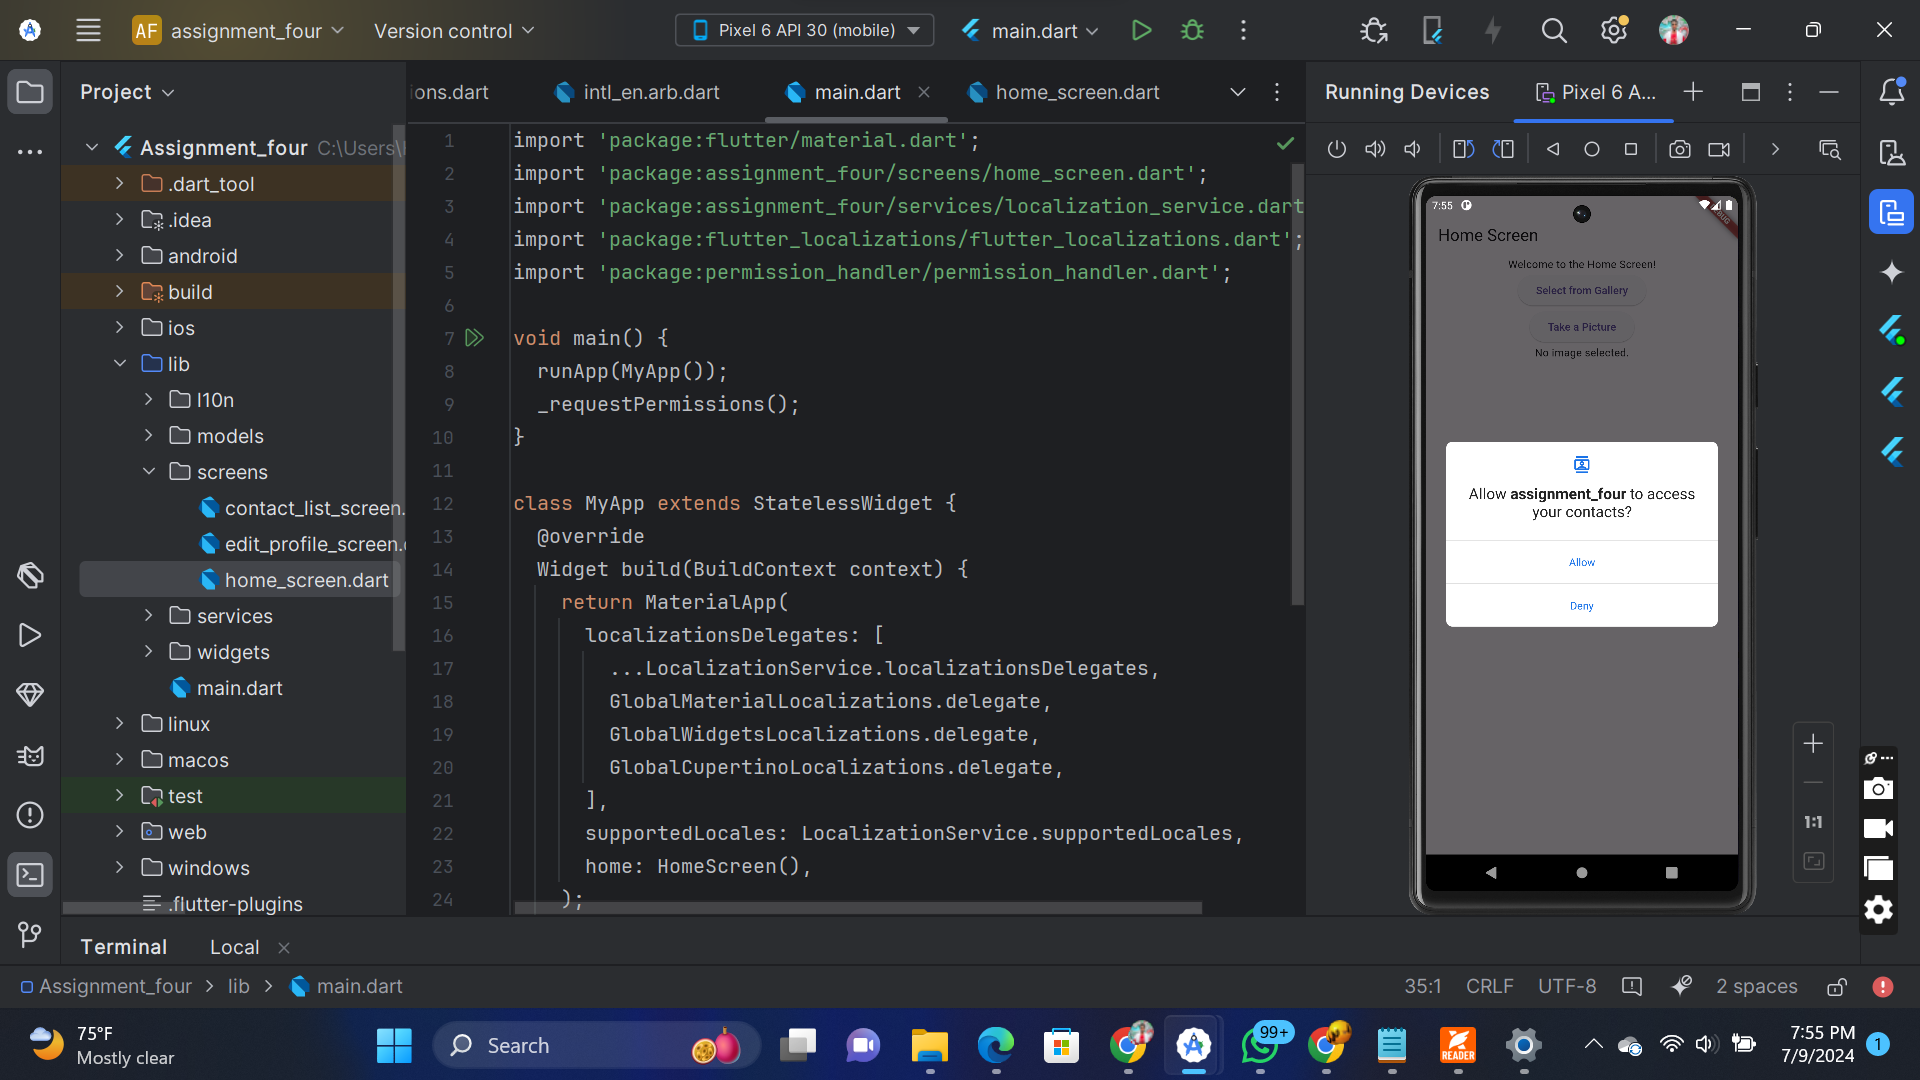 AF assignment_four
Version control
Pixel 6 API 30 (mobile)
main.dart
Project
ions.dart
intl_en.arb.dart
main.dart
home_screen.dart
Running Devices
Pixel 6 A...
Assignment_four C:\Users\
.dart_tool
.idea
android
build
ios
lib
l10n
models
screens
contact_list_screen.
edit_profile_screen.
home_screen.dart
services
widgets
main.dart
linux
macos
test
web
windows
.flutter-plugins
1 import 'package:flutter/material.dart';
2 import 'package:assignment_four/screens/home_screen.dart';
3 import 'package:assignment_four/services/localization_service.dart
4 import 'package:flutter_localizations/flutter_localizations.dart';
5 import 'package:permission_handler/permission_handler.dart';
6
7 void main() {
8 runApp(MyApp());
9 _requestPermissions();
10 }
11
12 class MyApp extends StatelessWidget {
13 @override
14 Widget build(BuildContext context) {
15 return MaterialApp(
16 localizationsDelegates: [
17 ...LocalizationService.localizationsDelegates,
18 GlobalMaterialLocalizations.delegate,
19 GlobalWidgetsLocalizations.delegate,
20 GlobalCupertinoLocalizations.delegate,
21 ],
22 supportedLocales: LocalizationService.supportedLocales,
23 home: HomeScreen(),
24 );
7:55
Home Screen
Welcome to the Home Screen!
Select from Gallery
Take a Picture
No image selected.
Allow assignment_four to access
your contacts?
Allow
Deny
1:1
Terminal
Local
Assignment_four > lib > main.dart
35:1 CRLF UTF-8 2 spaces
75°F
Mostly clear
Search
99+
READER
7:55 PM
7/9/2024
1